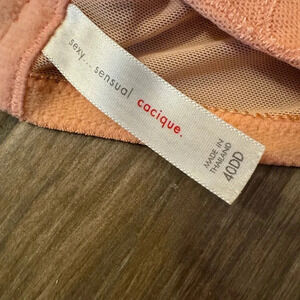 sexy... sensual
cacique.
MADE IN
THAILAND
40DD